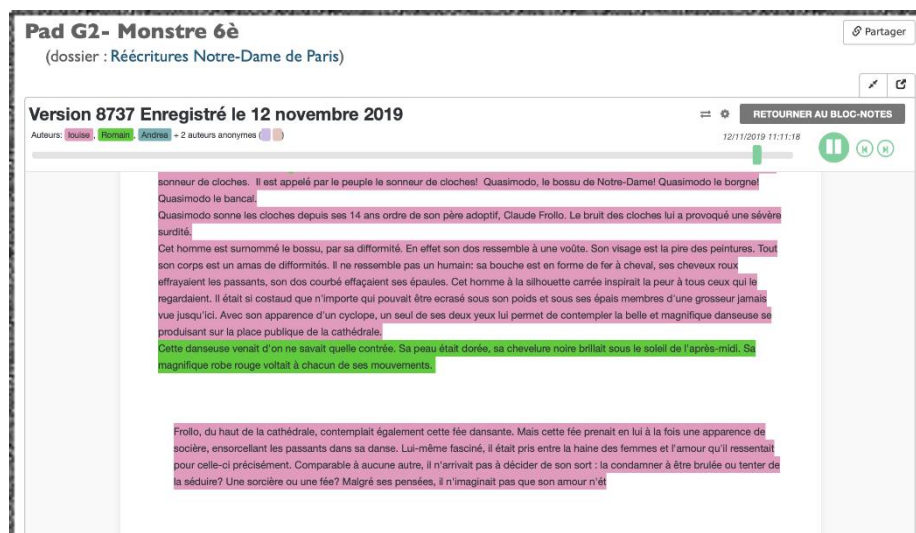 Pad G2- Monstre 6è
Partager
(dossier : Réécritures Notre-Dame de Paris)
Version 8737 Enregistré le 12 novembre 2019
RETOURNER AU BLOC-NOTES
Auteurs: louise , Romain , Andrea + 2 auteurs anonymes ( )
12/11/2019 11:11:18
sonneur de cloches. Il est appelé par le peuple le sonneur de cloches! Quasimodo, le bossu de Notre-Dame! Quasimodo le borgne!
Quasimodo le bancal.
Quasimodo sonne les cloches depuis ses 14 ans ordre de son père adoptif, Claude Frollo. Le bruit des cloches lui a provoqué une sévère
surdité.
Cet homme est surnommé le bossu, par sa difformité. En effet son dos ressemble à une voûte. Son visage est la pire des peintures. Tout
son corps est un amas de difformités. Il ne ressemble pas un humain: sa bouche est en forme de fer à cheval, ses cheveux roux
effrayaient les passants, son dos courbé effaçaient ses épaules. Cet homme à la silhouette carrée inspirait la peur à tous ceux qui le
regardaient. Il était si costaud que n'importe qui pouvait être ecrasé sous son poids et sous ses épais membres d'une grosseur jamais
vue jusqu'ici. Avec son apparence d'un cyclope, un seul de ses deux yeux lui permet de contempler la belle et magnifique danseuse se
produisant sur la place publique de la cathédrale.
Cette danseuse venait d'on ne savait quelle contrée. Sa peau était dorée, sa chevelure noire brillait sous le soleil de l'après-midi. Sa
magnifique robe rouge voltait à chacun de ses mouvements.
Frollo, du haut de la cathédrale, contemplait également cette fée dansante. Mais cette fée prenait en lui à la fois une apparence de
socière, ensorcellant les passants dans sa danse. Lui-même fasciné, il était pris entre la haine des femmes et l'amour qu'il ressentait
pour celle-ci précisément. Comparable à aucune autre, il n'arrivait pas à décider de son sort : la condamner à être brulée ou tenter de
la séduire? Une sorcière ou une fée? Malgré ses pensées, il n'imaginait pas que son amour n'ét